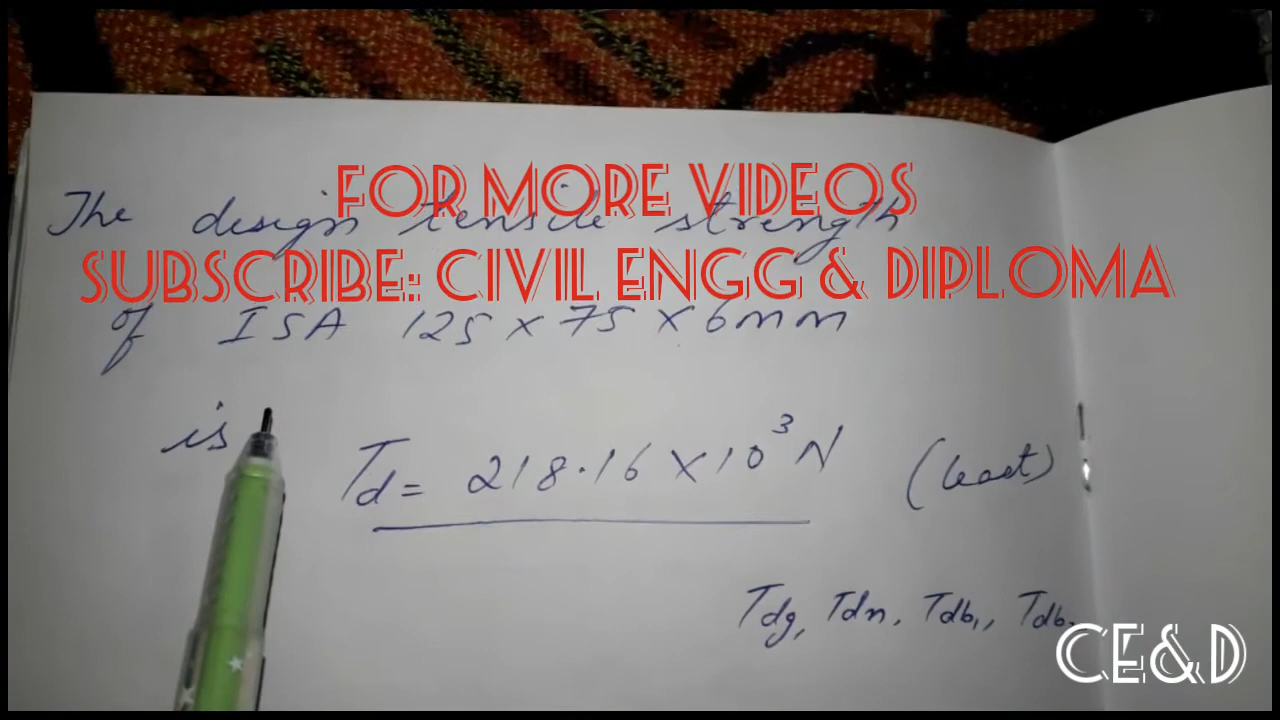 FOR MORE VIDEOS
The design tensile strength
SUBSCRIBE: CIVIL ENGG & DIPLOMA
of ISA 125 x 75 x 6mm
is
Td = 218.16 x 10³ N (least)
Tdg, Tdn, Tdb1, Tdb2
CE&D